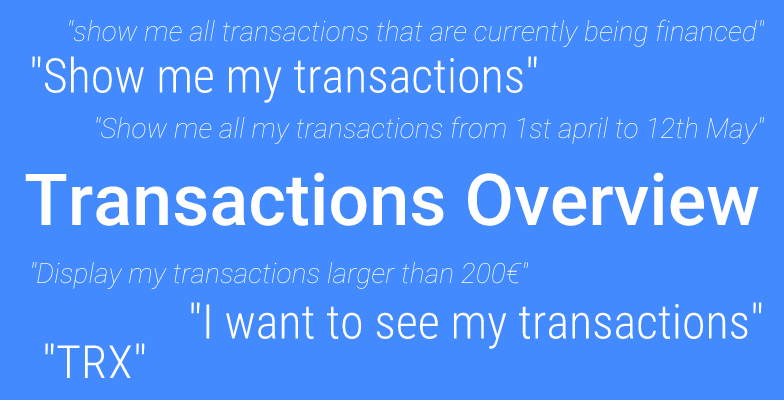 "show me all transactions that are currently being financed"
"Show me my transactions"
"Show me all my transactions from 1st april to 12th May"
Transactions Overview
"Display my transactions larger than 200€"
"I want to see my transactions"
"TRX"